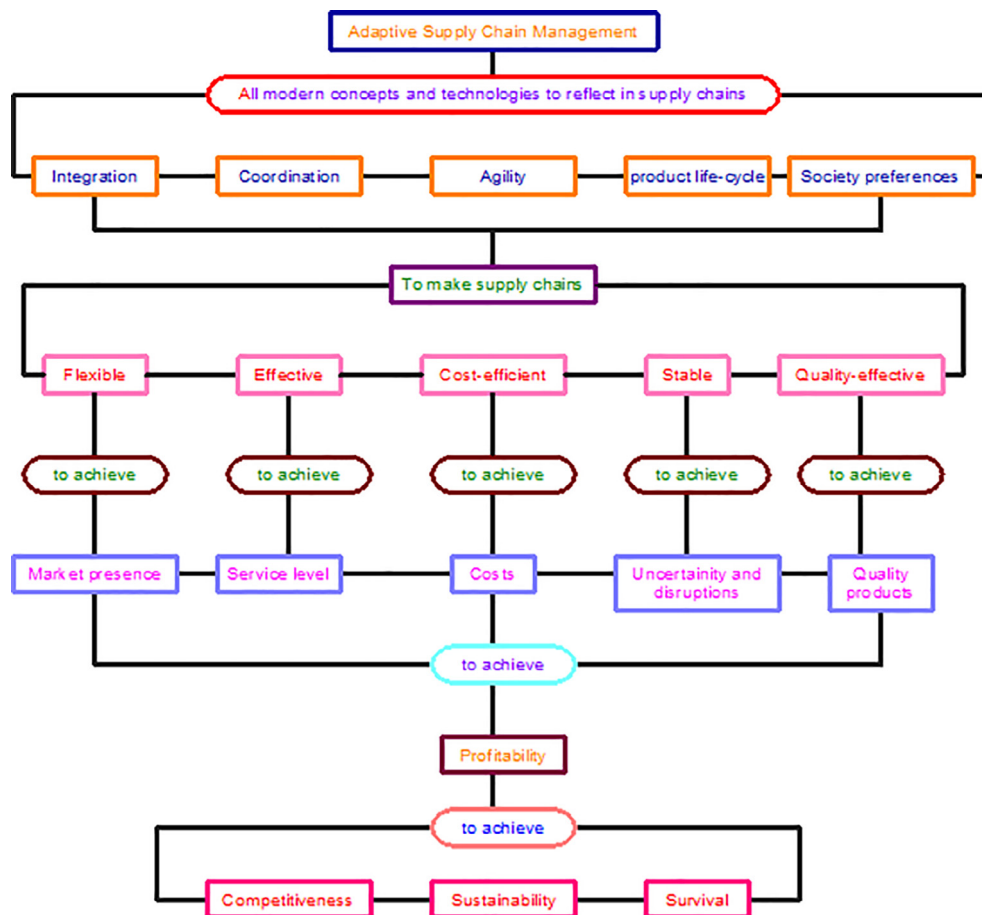 Adaptive Supply Chain Management
All modern concepts and technologies to reflect in supply chains
Integration
Coordination
Agility
product life-cycle
Society preferences
To make supply chains
Flexible
Effective
Cost-efficient
Stable
Quality-effective
to achieve
to achieve
to achieve
to achieve
to achieve
Market presence
Service level
Costs
Uncertainity and
disruptions
Quality
products
to achieve
Profitability
to achieve
Competitiveness
Sustainability
Survival